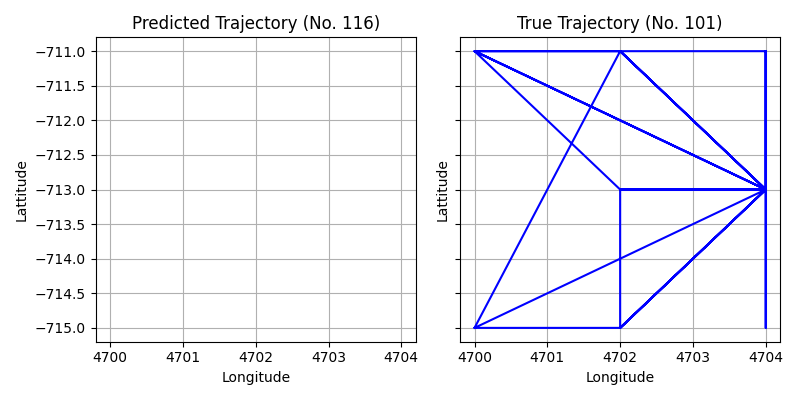 Predicted Trajectory (No. 116)
True Trajectory (No. 101)
−711.0
−711.5
−712.0
−712.5
−713.0
−713.5
−714.0
−714.5
−715.0
Lattitude
Lattitude
4700 4701 4702 4703 4704
4700 4701 4702 4703 4704
Longitude
Longitude